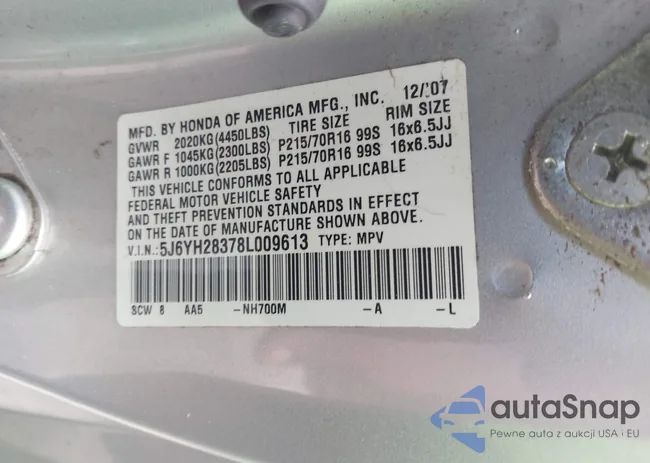 MFD. BY HONDA OF AMERICA MFG., INC. 12/'07
GVWR 2020KG(4450LBS) TIRE SIZE RIM SIZE
GAWR F 1045KG(2300LBS) P215/70R16 99S 16x6.5JJ
GAWR R 1000KG(2205LBS) P215/70R16 99S 16x6.5JJ
THIS VEHICLE CONFORMS TO ALL APPLICABLE
FEDERAL MOTOR VEHICLE SAFETY
AND THEFT PREVENTION STANDARDS IN EFFECT
ON THE DATE OF MANUFACTURE SHOWN ABOVE.
V.I.N.:5J6YH28378L009613 TYPE: MPV
SCW 8 AA5 -NH700M -A -L
autaSnap
Pewne auta z aukcji USA i EU